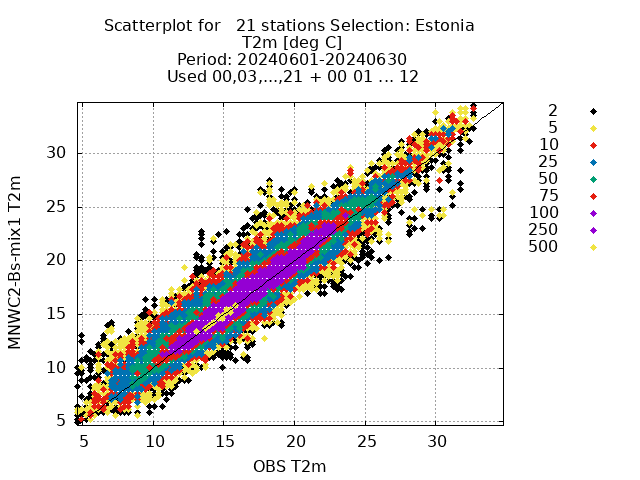 Scatterplot for   21 stations Selection: Estonia
T2m [deg C]
Period: 20240601-20240630
Used 00,03,...,21 + 00 01 ... 12
2
5
10
25
50
75
100
250
500
MNWC2-Bs-mix1 T2m
30
25
20
15
10
5
5 10 15 20 25 30
OBS T2m